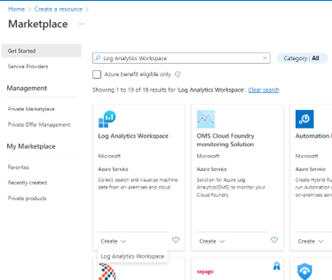 Home > Create a resource >
Marketplace ...
Get Started
Service Providers
Management
Private Marketplace
Private Offer Management
My Marketplace
Favorites
Recently created
Private products
Log Analytics Workspace
Category : All
Azure benefit eligible only
Showing 1 to 19 of 19 results for 'Log Analytics Workspace'. Clear search
Log Analytics Workspace
Microsoft
Azure Service
Collect, search and visualize
machine data from on-premises and cloud
Create
Log Analytics Workspace
OMS Cloud Foundry
monitoring Solution
Microsoft
Azure Service
Solution for Azure Log
Analytics(OMS) to monitor your
Cloud Foundry
Create
Automation
Microsoft
Azure Service
Create Hybrid Ru
run Automation
on-premises serv
Create
sepago